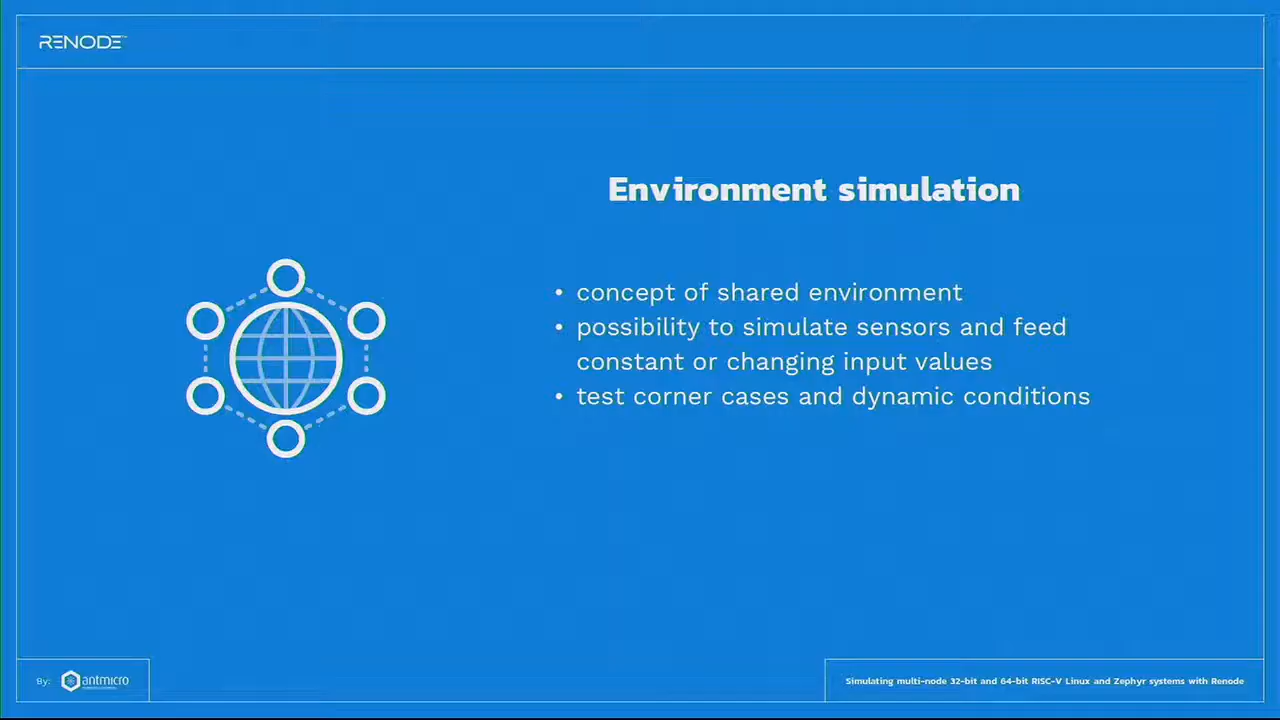 RENODE™
Environment simulation
• concept of shared environment
• possibility to simulate sensors and feed
constant or changing input values
• test corner cases and dynamic conditions
By: antmicro
Simulating multi-node 32-bit and 64-bit RISC-V Linux and Zephyr systems with Renode